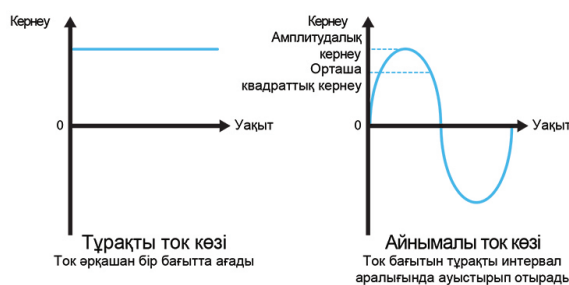 Кернеу
0
Уақыт
Тұрақты ток көзі
Ток әрқашан бір бағытта ағады
Кернеу
Амплитудалық
кернеу
Орташа
квадраттық кернеу
0
Уақыт
Айнымалы ток көзі
Ток бағытын тұрақты интервал
аралығында ауыстырып отырады